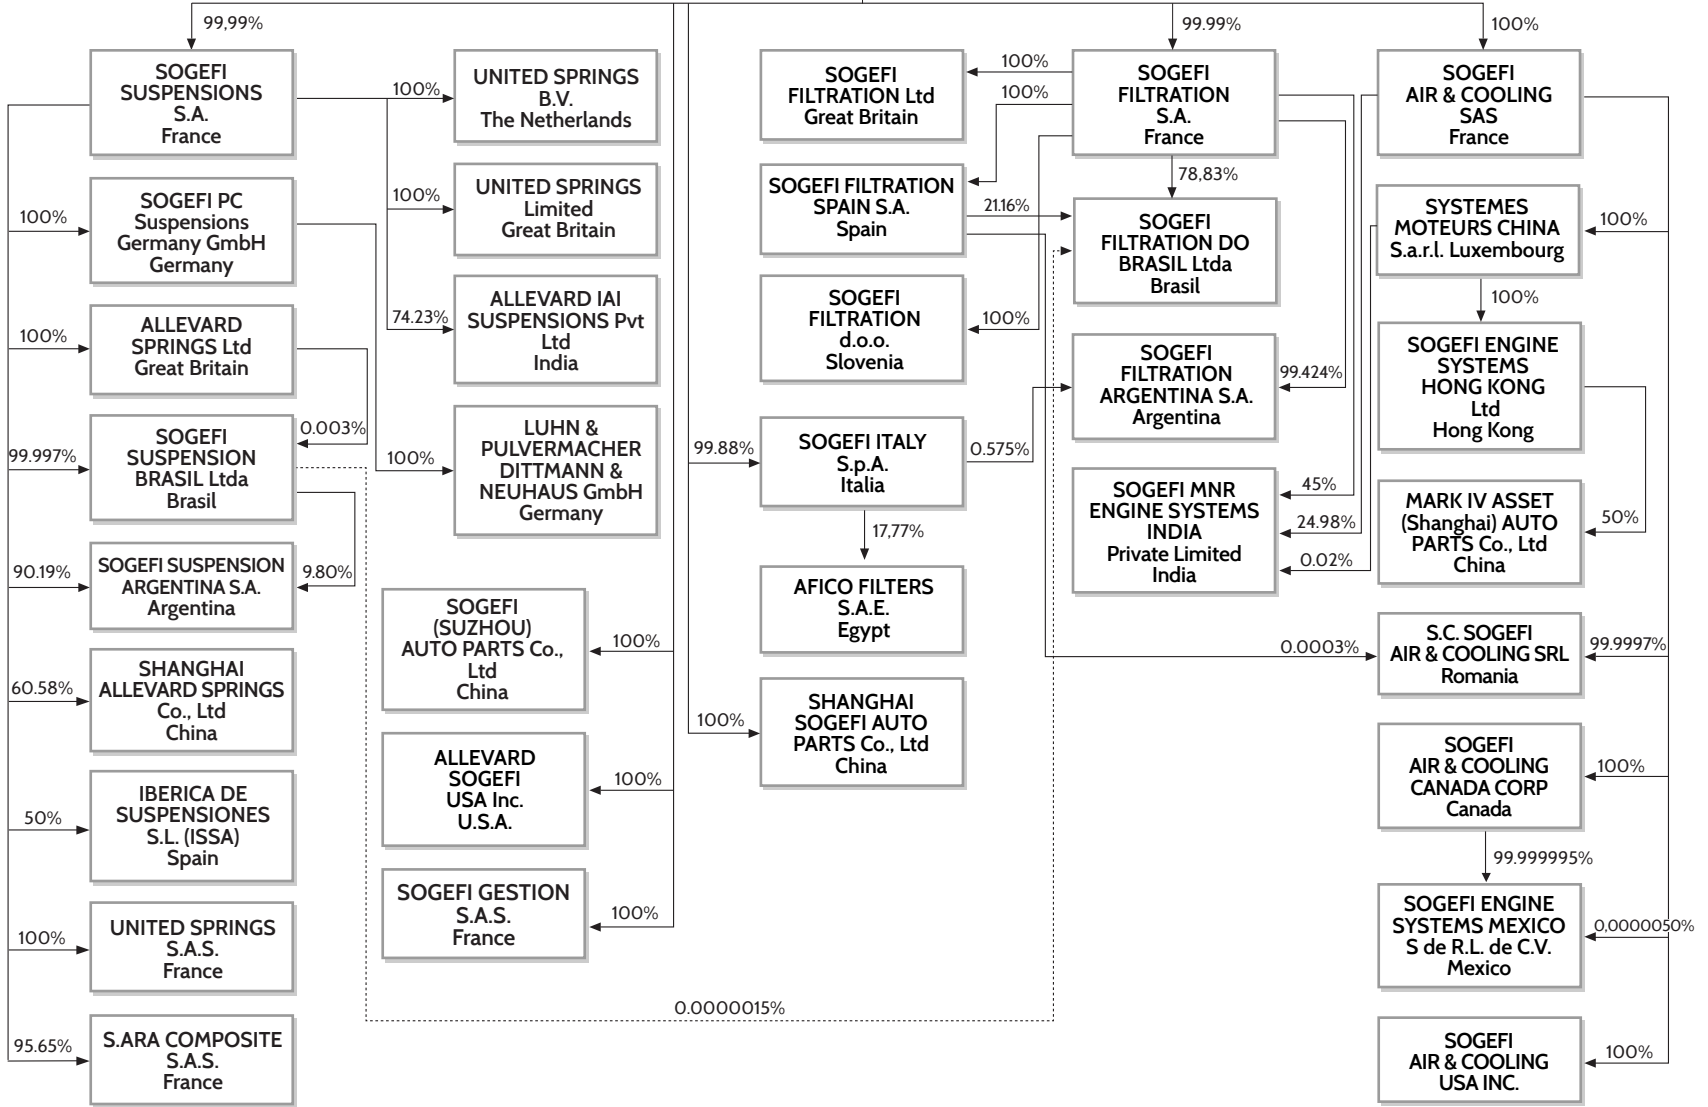 99,99%
99.99%
100%
SOGEFI
SUSPENSIONS
S.A.
France
100%
UNITED SPRINGS
B.V.
The Netherlands
SOGEFI
FILTRATION Ltd
Great Britain
100%
100%
SOGEFI
FILTRATION
S.A.
France
SOGEFI
AIR & COOLING
SAS
France
100%
SOGEFI PC
Suspensions
Germany GmbH
Germany
100%
UNITED SPRINGS
Limited
Great Britain
SOGEFI FILTRATION
SPAIN S.A.
Spain
21.16%
78,83%
SOGEFI
FILTRATION DO
BRASIL Ltda
Brasil
SYSTEMES
MOTEURS CHINA
S.a.r.l. Luxembourg
100%
100%
100%
ALLEVARD
SPRINGS Ltd
Great Britain
74.23%
ALLEVARD IAI
SUSPENSIONS Pvt
Ltd
India
SOGEFI
FILTRATION
d.o.o.
Slovenia
100%
SOGEFI
FILTRATION
ARGENTINA S.A.
Argentina
99.424%
SOGEFI ENGINE
SYSTEMS
HONG KONG
Ltd
Hong Kong
99.997%
SOGEFI
SUSPENSION
BRASIL Ltda
Brasil
0.003%
100%
LUHN &
PULVERMACHER
DITTMANN &
NEUHAUS GmbH
Germany
99.88%
SOGEFI ITALY
S.p.A.
Italia
0.575%
17,77%
SOGEFI MNR
ENGINE SYSTEMS
INDIA
Private Limited
India
45%
24.98%
0.02%
MARK IV ASSET
(Shanghai) AUTO
PARTS Co., Ltd
China
50%
90.19%
SOGEFI SUSPENSION
ARGENTINA S.A.
Argentina
9.80%
SOGEFI
(SUZHOU)
AUTO PARTS Co.,
Ltd
China
100%
AFICO FILTERS
S.A.E.
Egypt
0.0003%
S.C. SOGEFI
AIR & COOLING SRL
Romania
99.9997%
60.58%
SHANGHAI
ALLEVARD SPRINGS
Co., Ltd
China
100%
SHANGHAI
SOGEFI AUTO
PARTS Co., Ltd
China
ALLEVARD
SOGEFI
USA Inc.
U.S.A.
100%
SOGEFI
AIR & COOLING
CANADA CORP
Canada
100%
99.999995%
50%
IBERICA DE
SUSPENSIONES
S.L. (ISSA)
Spain
SOGEFI GESTION
S.A.S.
France
100%
SOGEFI ENGINE
SYSTEMS MEXICO
S de R.L. de C.V.
Mexico
0,0000050%
100%
UNITED SPRINGS
S.A.S.
France
0.0000015%
95.65%
S.ARA COMPOSITE
S.A.S.
France
SOGEFI
AIR & COOLING
USA INC.
100%